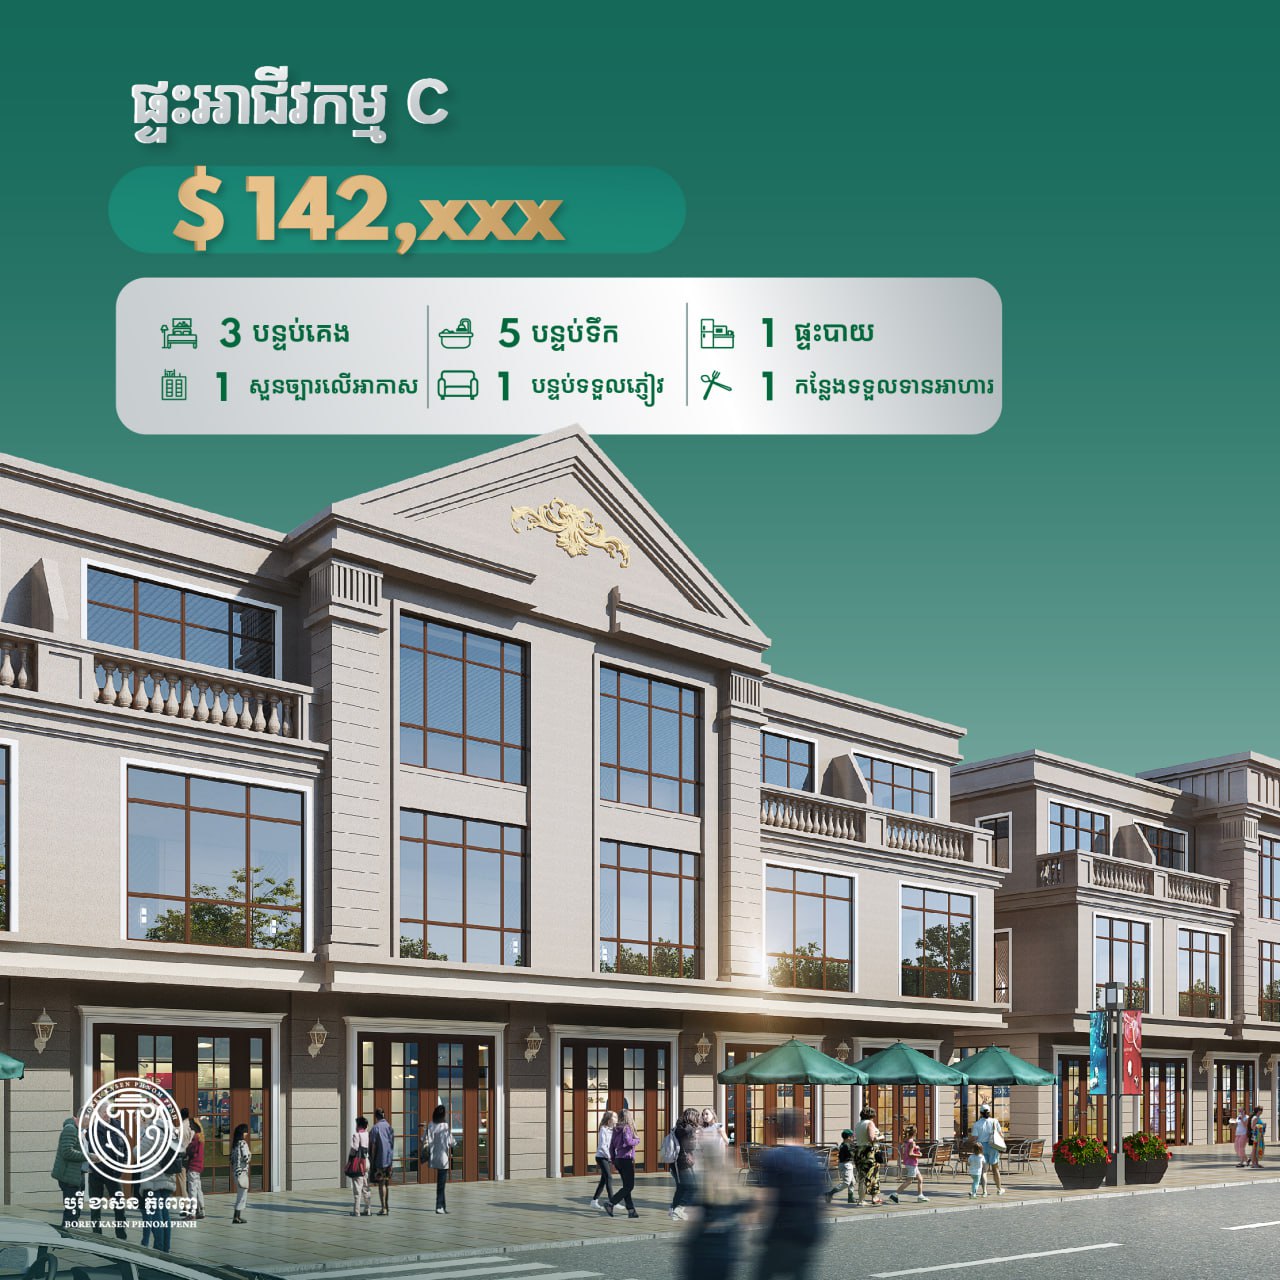 ផ្ទះអាជីវកម្ម C
$ 142,xxx
3 បន្ទប់គេង
5 បន្ទប់ទឹក
1 ផ្ទះបាយ
1 សួនច្បារលើអាកាស
1 បន្ទប់ទទួលភ្ញៀវ
1 កន្លែងទទួលទានអាហារ
BOREY KASEN PHNOM PENH
បុរី ខាសិន ភ្នំពេញ
BOREY KASEN PHNOM PENH